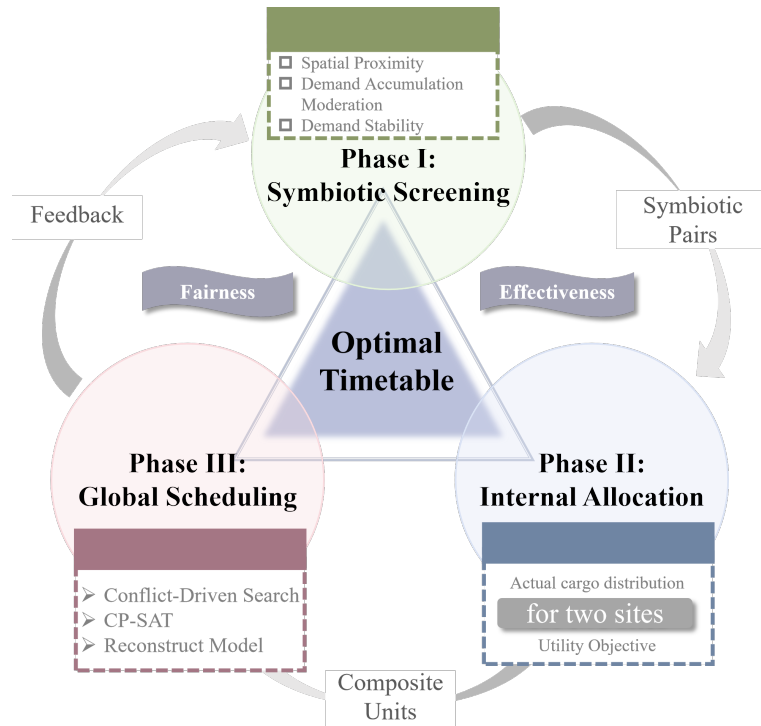 Spatial Proximity
Demand Accumulation
Moderation
Demand Stability
Phase I:
Symbiotic Screening
Feedback
Symbiotic
Pairs
Fairness
Effectiveness
Optimal
Timetable
Phase III:
Global Scheduling
Phase II:
Internal Allocation
Conflict-Driven Search
CP-SAT
Reconstruct Model
Actual cargo distribution
for two sites
Utility Objective
Composite
Units